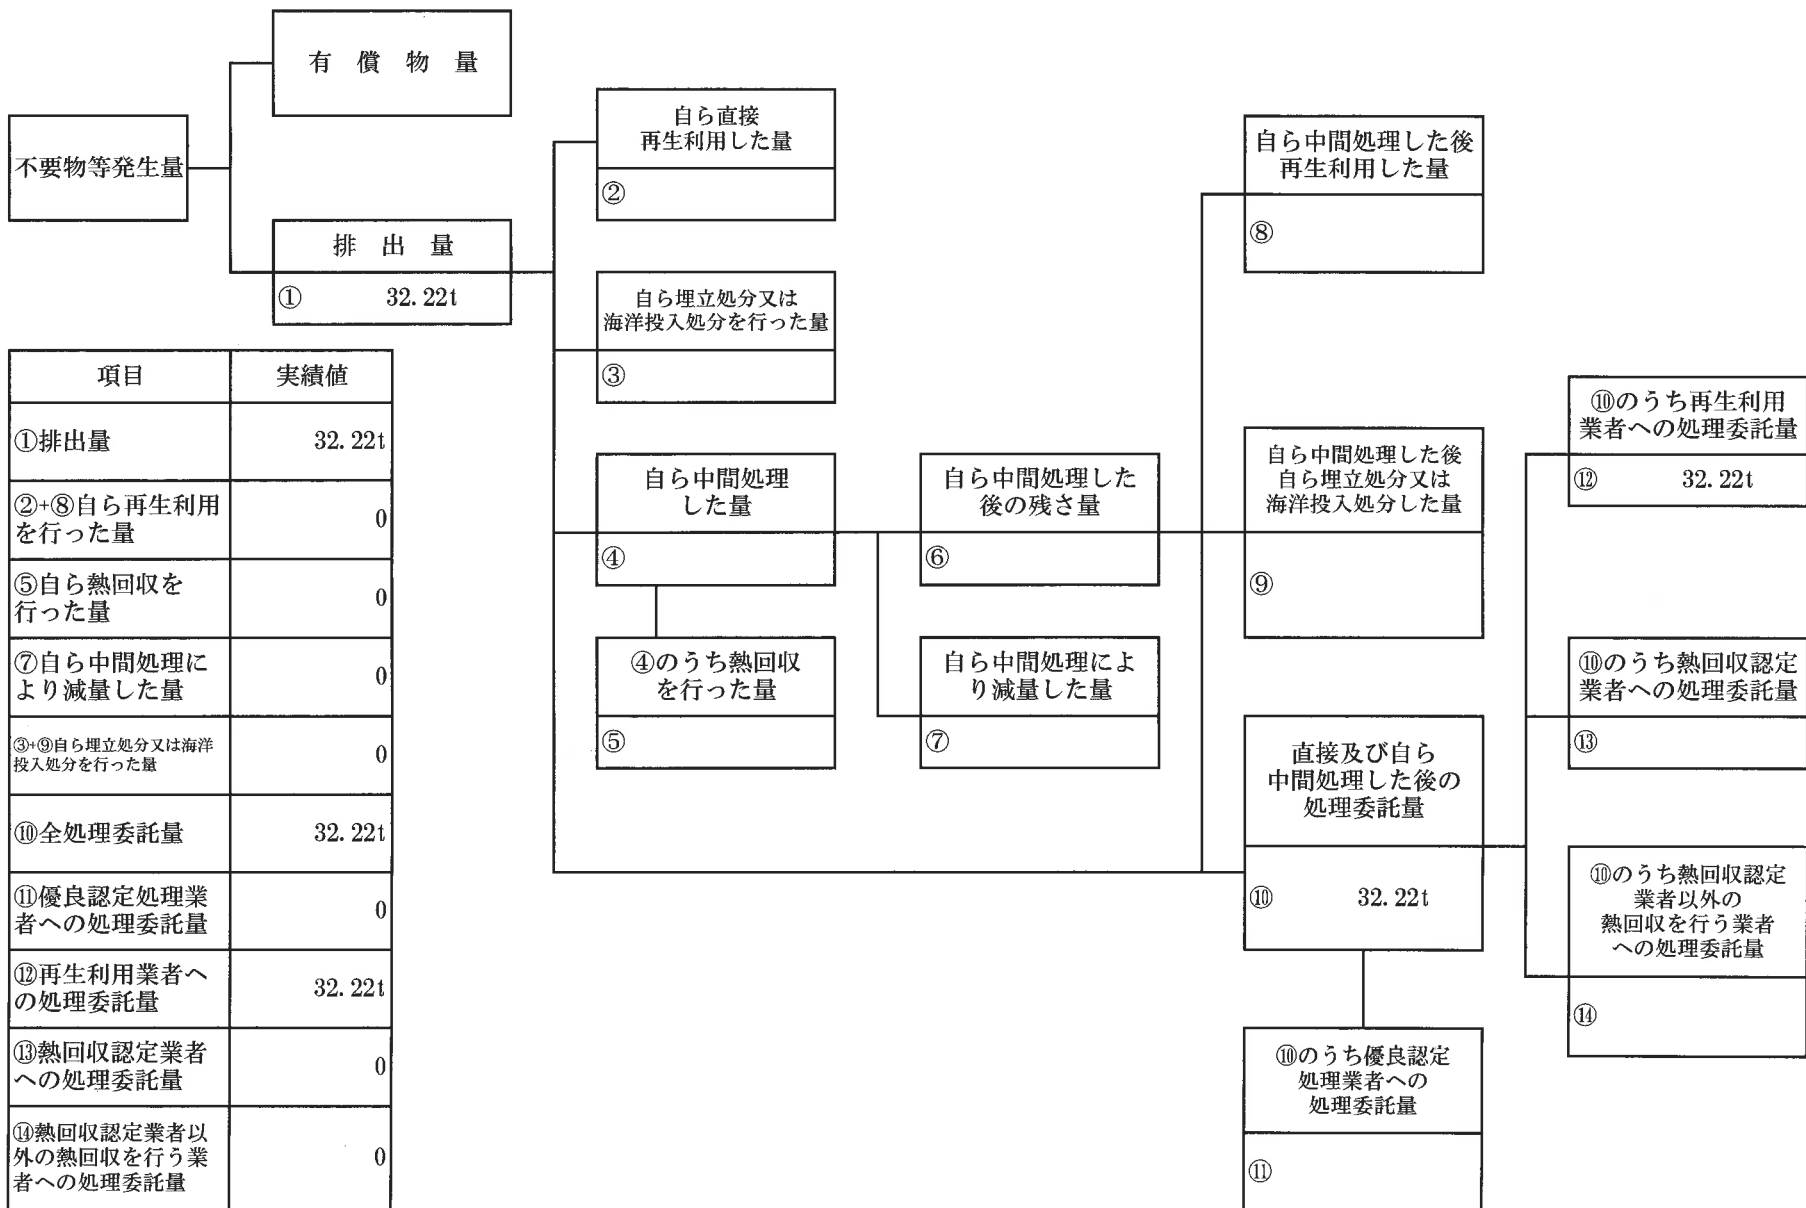 有償物量
不要物等発生量
排出量
① 32.22t
自ら直接
再生利用した量
②
自ら埋立処分又は
海洋投入処分を行った量
③
自ら中間処理
した量
④
④のうち熱回収
を行った量
⑤
自ら中間処理した
後の残さ量
⑥
自ら中間処理によ
り減量した量
⑦
自ら中間処理した後
再生利用した量
⑧
自ら中間処理した後
自ら埋立処分又は
海洋投入処分した量
⑨
直接及び自ら
中間処理した後の
処理委託量
⑩ 32.22t
⑩のうち優良認定
処理業者への
処理委託量
⑪
⑩のうち再生利用
業者への処理委託量
⑫ 32.22t
⑩のうち熱回収認定
業者への処理委託量
⑬
⑩のうち熱回収認定
業者以外の
熱回収を行う業者
への処理委託量
⑭
項目 実績値
①排出量 32.22t
②+⑧自ら再生利用
を行った量 0
⑤自ら熱回収を
行った量 0
⑦自ら中間処理に
より減量した量 0
③+⑨自ら埋立処分又は海洋
投入処分を行った量 0
⑩全処理委託量 32.22t
⑪優良認定処理業
者への処理委託量 0
⑫再生利用業者へ
の処理委託量 32.22t
⑬熱回収認定業者
への処理委託量 0
⑭熱回収認定業者以
外の熱回収を行う業
者への処理委託量 0